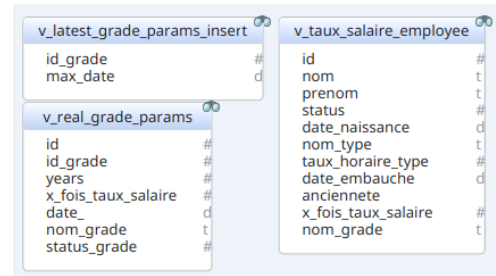 v_latest_grade_params_insert
id_grade #
max_date d
v_real_grade_params
id #
id_grade #
years #
x_fois_taux_salaire #
date_ d
nom_grade t
status_grade #
v_taux_salaire_employee
id #
nom t
prenom t
status #
date_naissance d
nom_type t
taux_horaire_type #
date_embauche d
anciennete
x_fois_taux_salaire #
nom_grade t